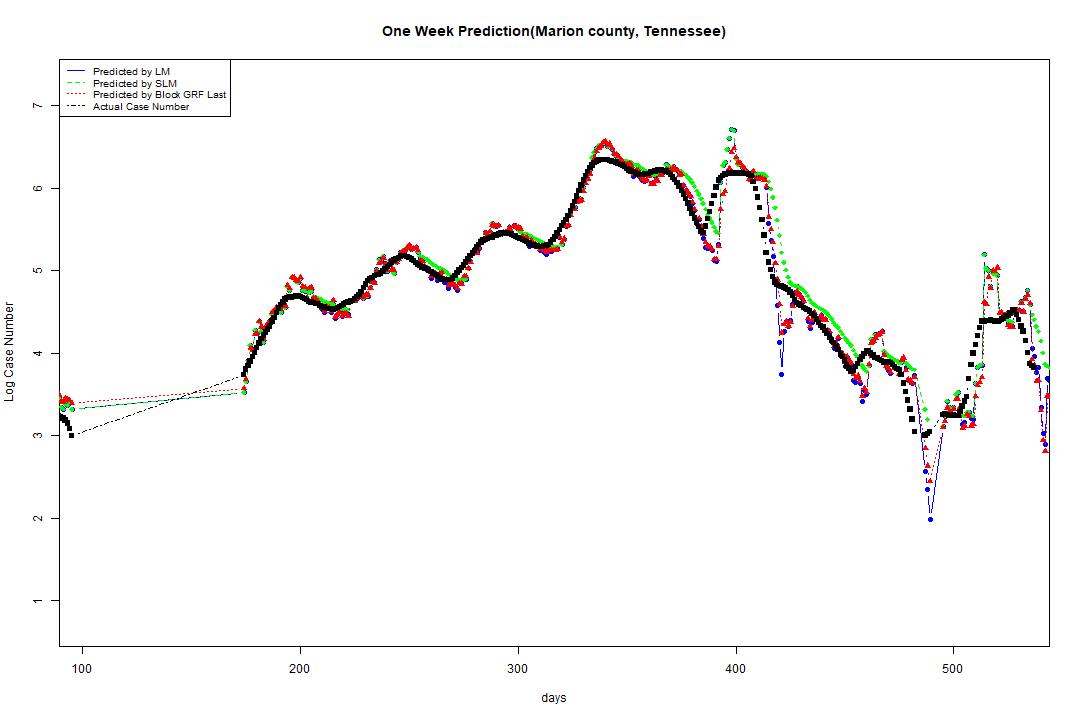 One Week Prediction(Marion county, Tennessee)
Predicted by LM
Predicted by SLM
Predicted by Block GRF Last
Actual Case Number
7
6
5
4
3
2
1
Log Case Number
100 200 300 400 500
days